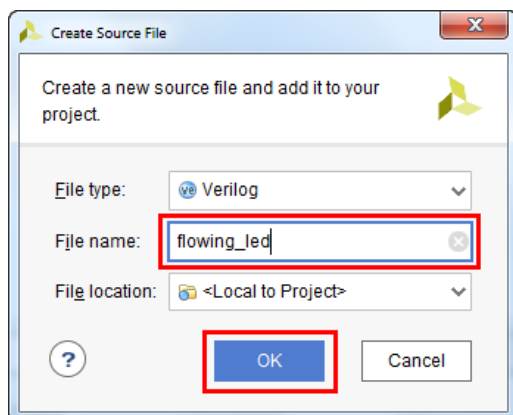 Create Source File
Create a new source file and add it to your
project.
File type:
Verilog
File name:
flowing_led
File location:
<Local to Project>
?
OK
Cancel